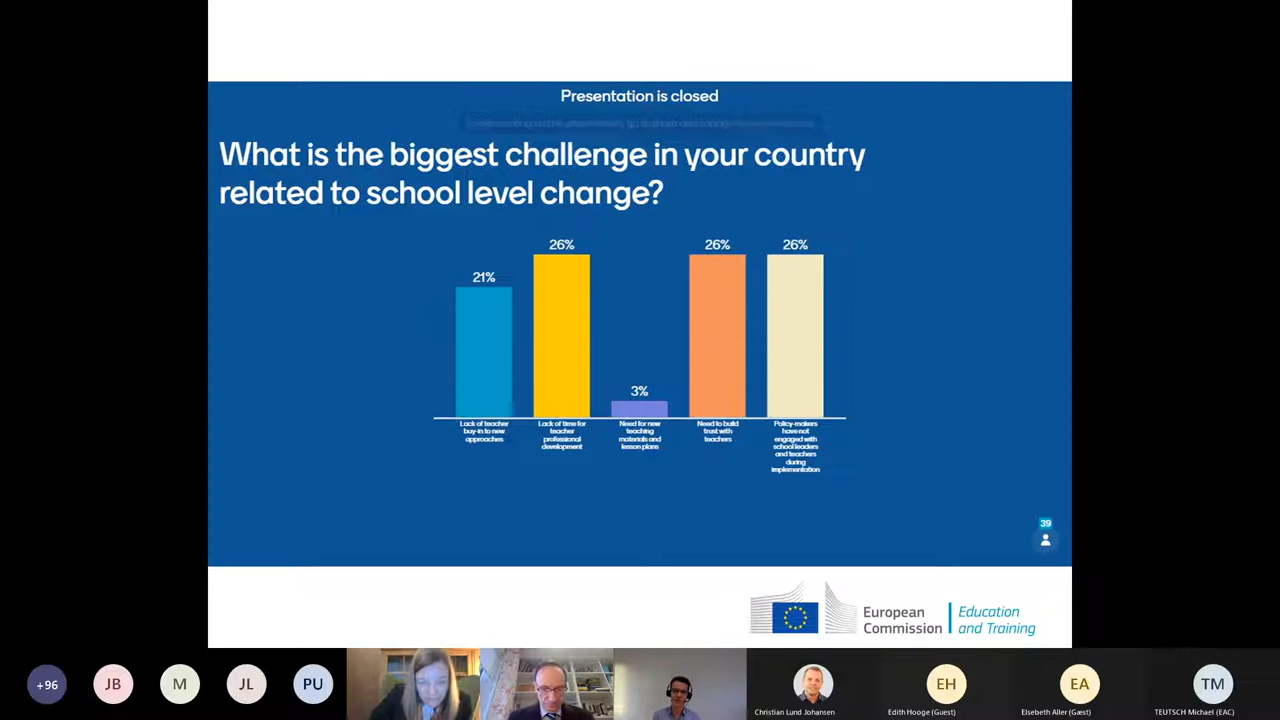 Presentation is closed
What is the biggest challenge in your country
related to school level change?
21%
26%
3%
26%
26%
Lack of teacher
buy-in to new
approaches
Lack of time for
teacher
professional
development
Need for new
teaching
materials and
lesson plans
Need to build
trust with
teachers
Policy-makers
have not
engaged with
school leaders
and teachers
during
implementation
39
European
Commission
Education
and Training
+96
JB
M
JL
PU
Christian Lund Johansen
EH
Edith Hooge (Guest)
EA
Elsebeth Aller (Gæst)
TM
TEUTSCH Michael (EAC)